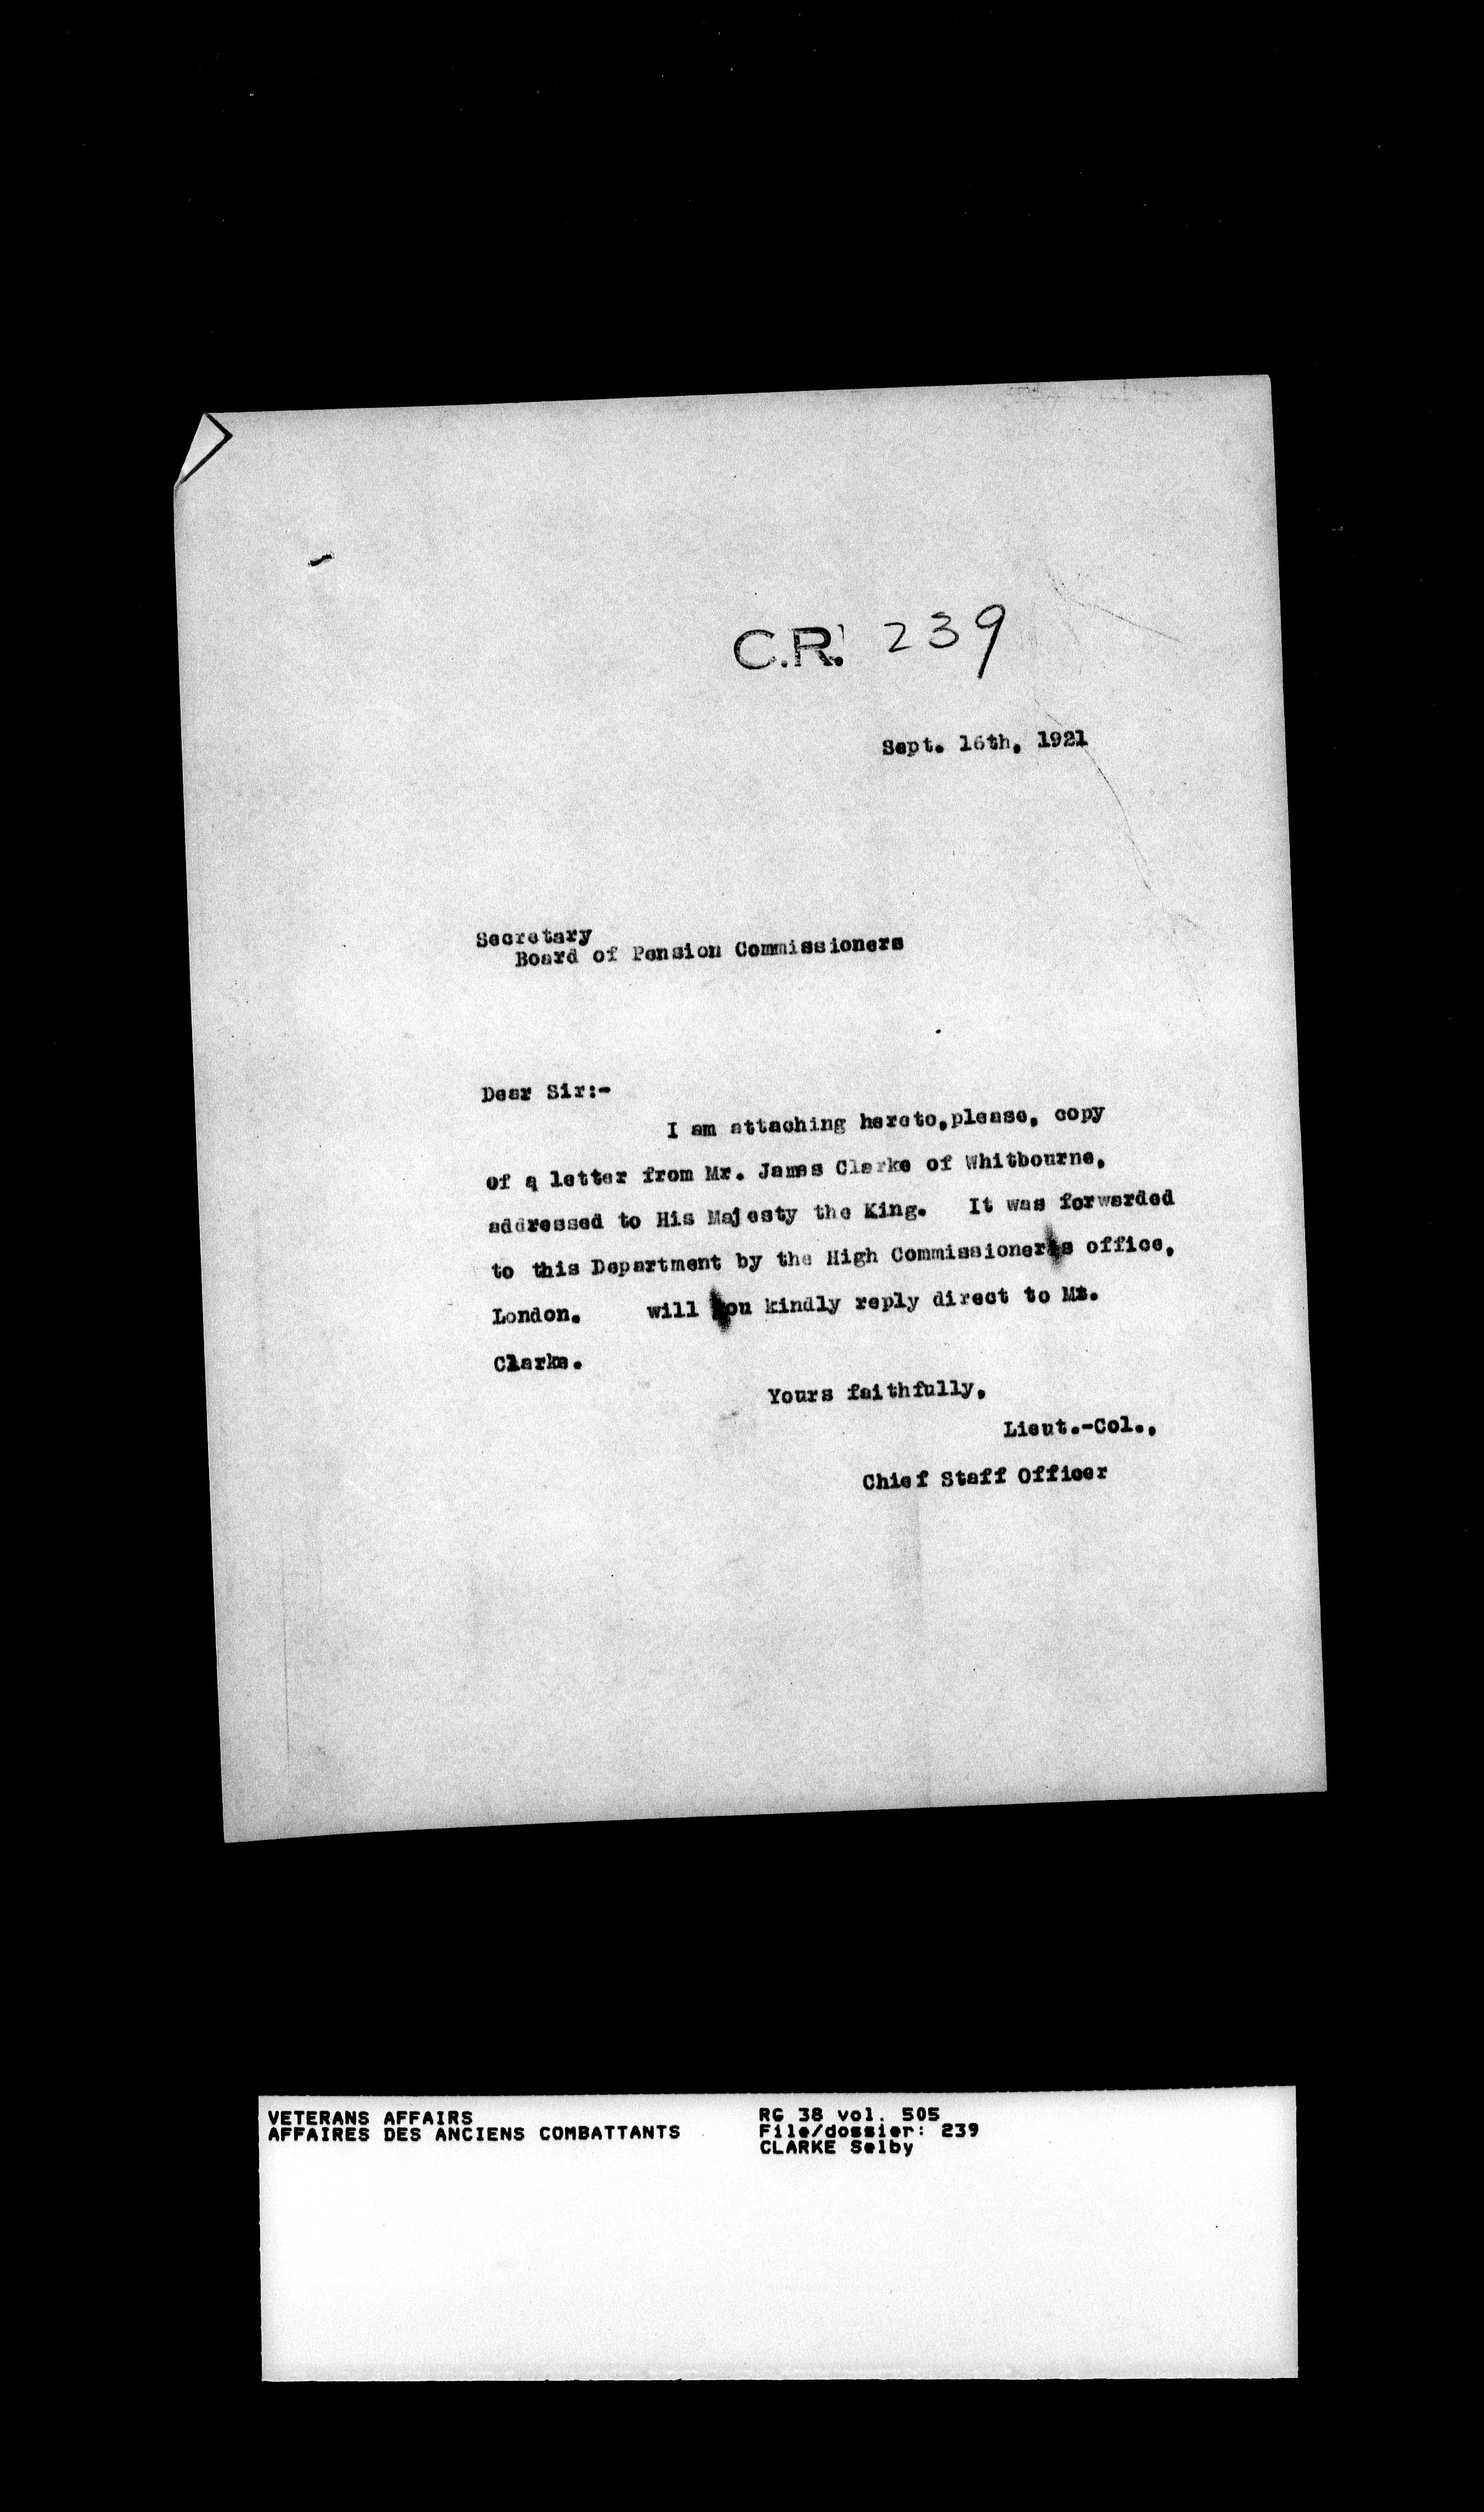 C.R. 239
Sept. 16th, 1921
Secretary
Board of Pension Commissioners
Dear Sir:-
I am attaching hereto,please, copy
of a letter from Mr. James Clarke of Whitbourne,
addressed to His Majesty the King. It was forwarded
to this Department by the High Commissioner's office,
London. will you kindly reply direct to Mr.
Clarke.
Yours faithfully,
Lieut.-Col.,
Chief Staff Officer
VETERANS AFFAIRS
AFFAIRES DES ANCIENS COMBATTANTS
RG 38 vol. 505
File/dossier: 239
CLARKE Selby